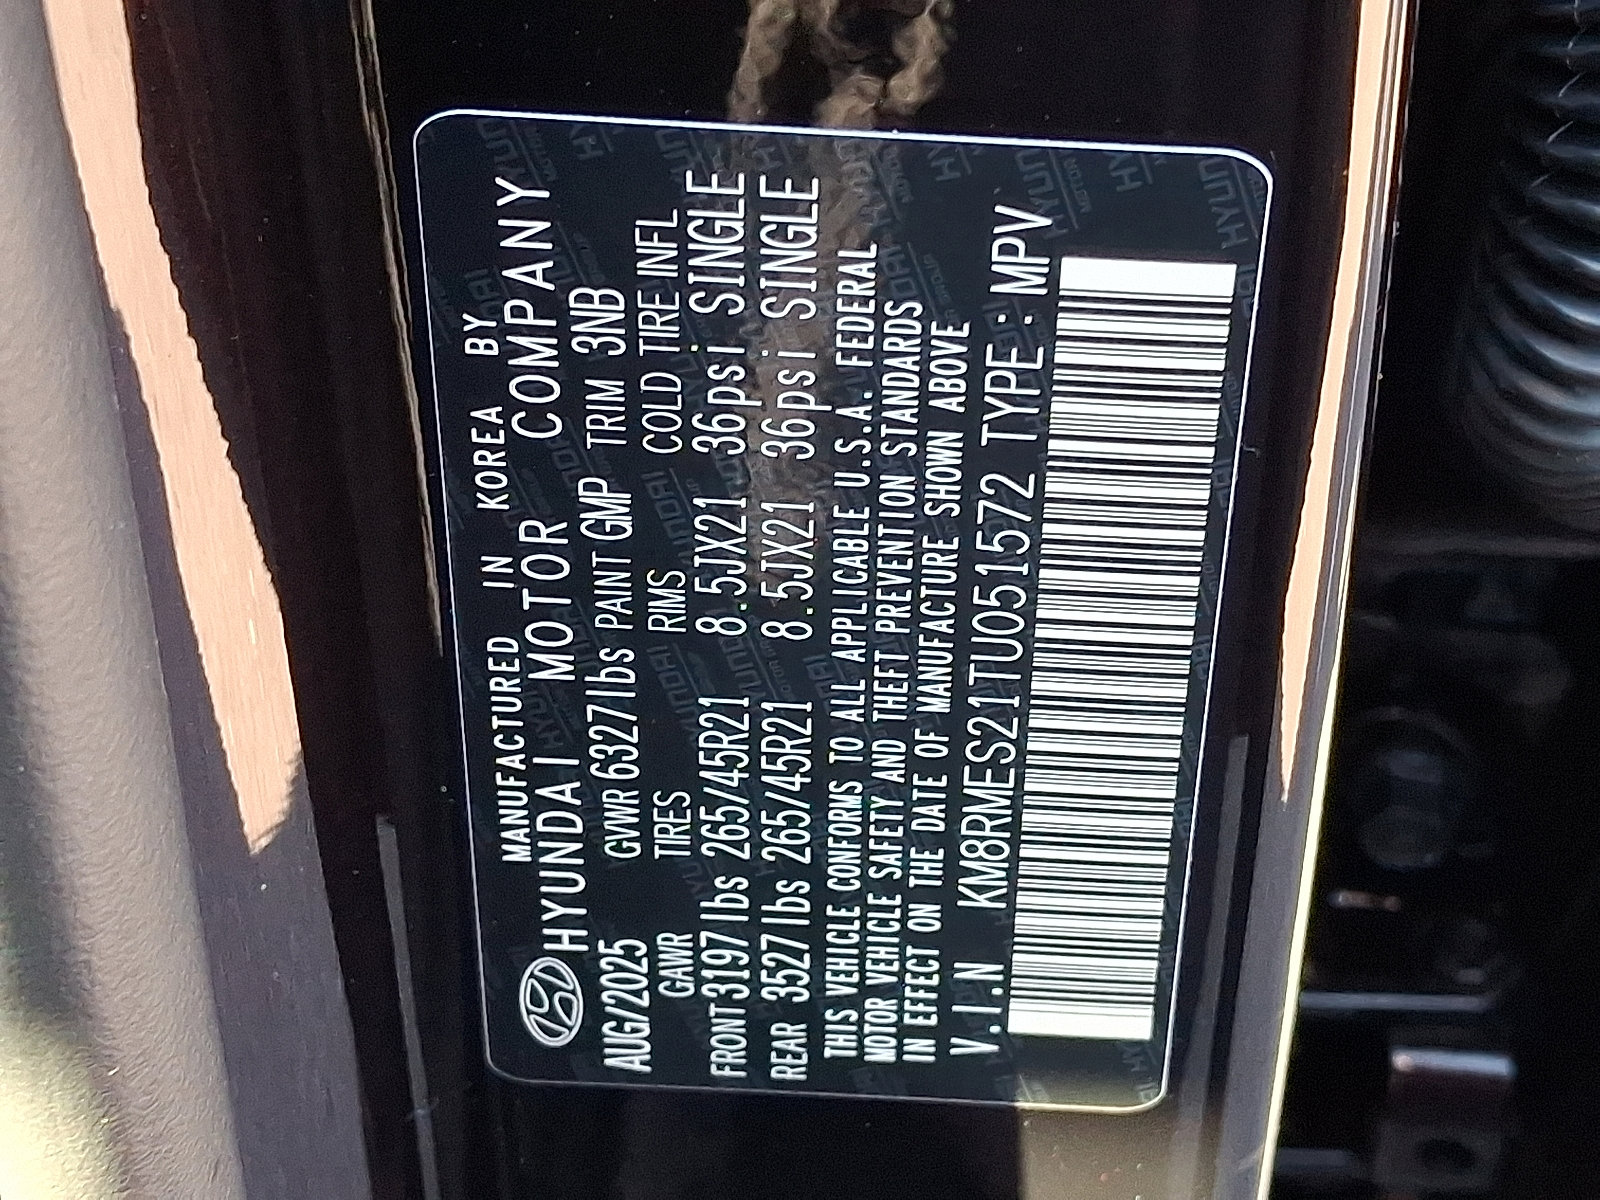 MANUFACTURED IN KOREA BY
HYUNDAI MOTOR COMPANY
AUG/2025 GVWR 6327lbs PAINT GMP TRIM 3NB
GAWR TIRES RIMS COLD TIRE INFL
FRONT 3197lbs 265/45R21 8.5JX21 36psi SINGLE
REAR 3527lbs 265/45R21 8.5JX21 36psi SINGLE
THIS VEHICLE CONFORMS TO ALL APPLICABLE U.S.A. FEDERAL
MOTOR VEHICLE SAFETY AND THEFT PREVENTION STANDARDS
IN EFFECT ON THE DATE OF MANUFACTURE SHOWN ABOVE
V.I.N KM8RMES21TU051572 TYPE : MPV